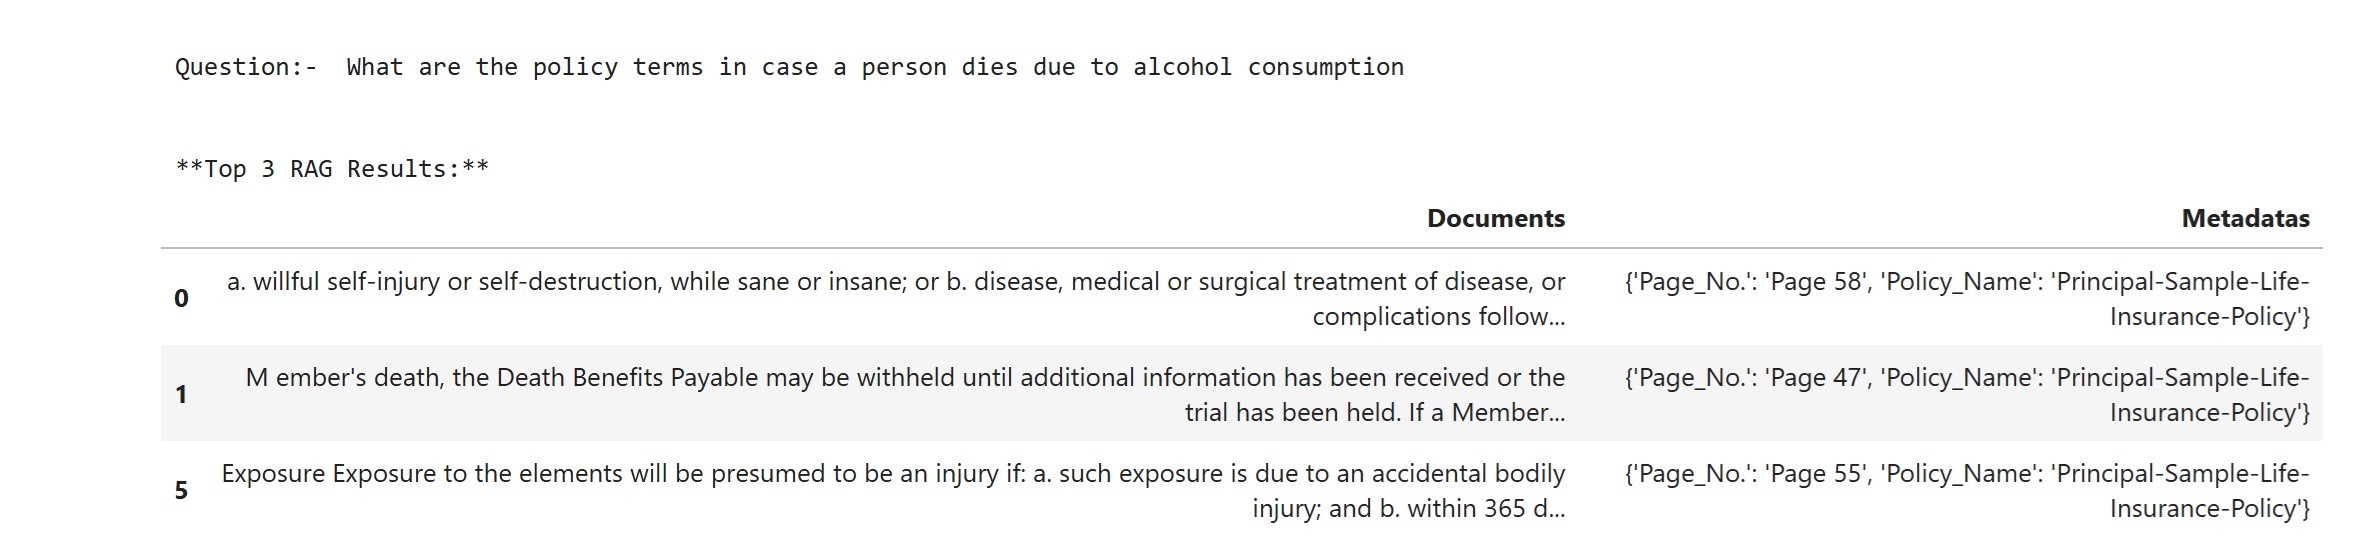 Question:-  What are the policy terms in case a person dies due to alcohol consumption
**Top 3 RAG Results:**
Documents Metadatas
0 a. willful self-injury or self-destruction, while sane or insane; or b. disease, medical or surgical treatment of disease, or complications follow... {'Page_No.': 'Page 58', 'Policy_Name': 'Principal-Sample-Life-Insurance-Policy'}
1 M ember's death, the Death Benefits Payable may be withheld until additional information has been received or the trial has been held. If a Member... {'Page_No.': 'Page 47', 'Policy_Name': 'Principal-Sample-Life-Insurance-Policy'}
5 Exposure Exposure to the elements will be presumed to be an injury if: a. such exposure is due to an accidental bodily injury; and b. within 365 d... {'Page_No.': 'Page 55', 'Policy_Name': 'Principal-Sample-Life-Insurance-Policy'}